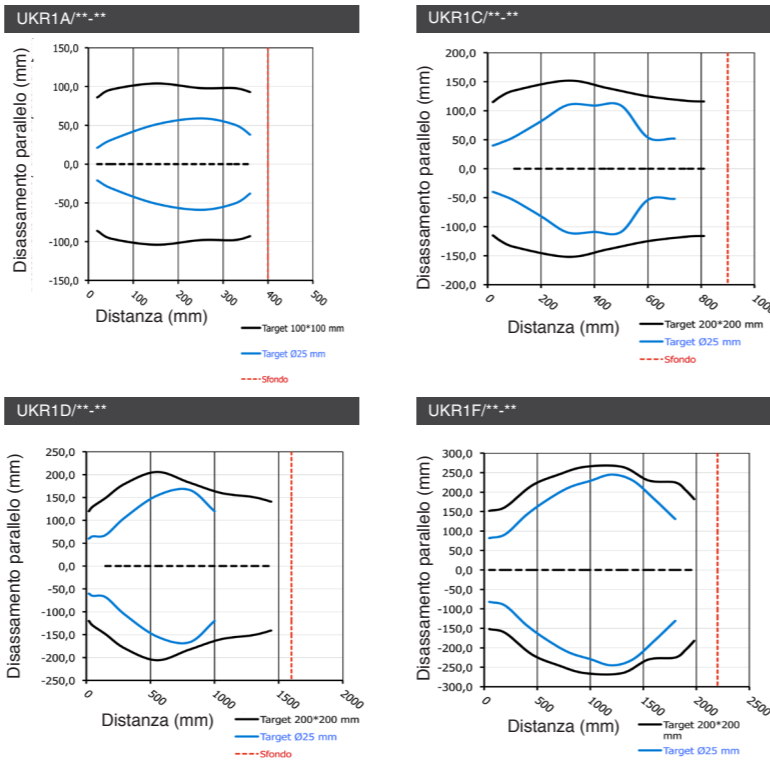 UKR1A/**-**
Disassamento parallelo (mm)
150,0
100,0
50,0
0,0
-50,0
-100,0
-150,0
0
100
200
300
400
500
Distanza (mm)
Target 100*100 mm
Target Ø25 mm
Sfondo
UKR1C/**-**
Disassamento parallelo (mm)
200,0
150,0
100,0
50,0
0,0
-50,0
-100,0
-150,0
-200,0
0
200
400
600
800
1000
Distanza (mm)
Target 200*200 mm
Target Ø25 mm
Sfondo
UKR1D/**-**
Disassamento parallelo (mm)
250,0
200,0
150,0
100,0
50,0
0,0
-50,0
-100,0
-150,0
-200,0
-250,0
0
500
1000
1500
2000
Distanza (mm)
Target 200*200 mm
Target Ø25 mm
Sfondo
UKR1F/**-**
Disassamento parallelo (mm)
300,0
250,0
200,0
150,0
100,0
50,0
0,0
-50,0
-100,0
-150,0
-200,0
-250,0
-300,0
0
500
1000
1500
2000
2500
Distanza (mm)
Target 200*200
mm
Target Ø25 mm